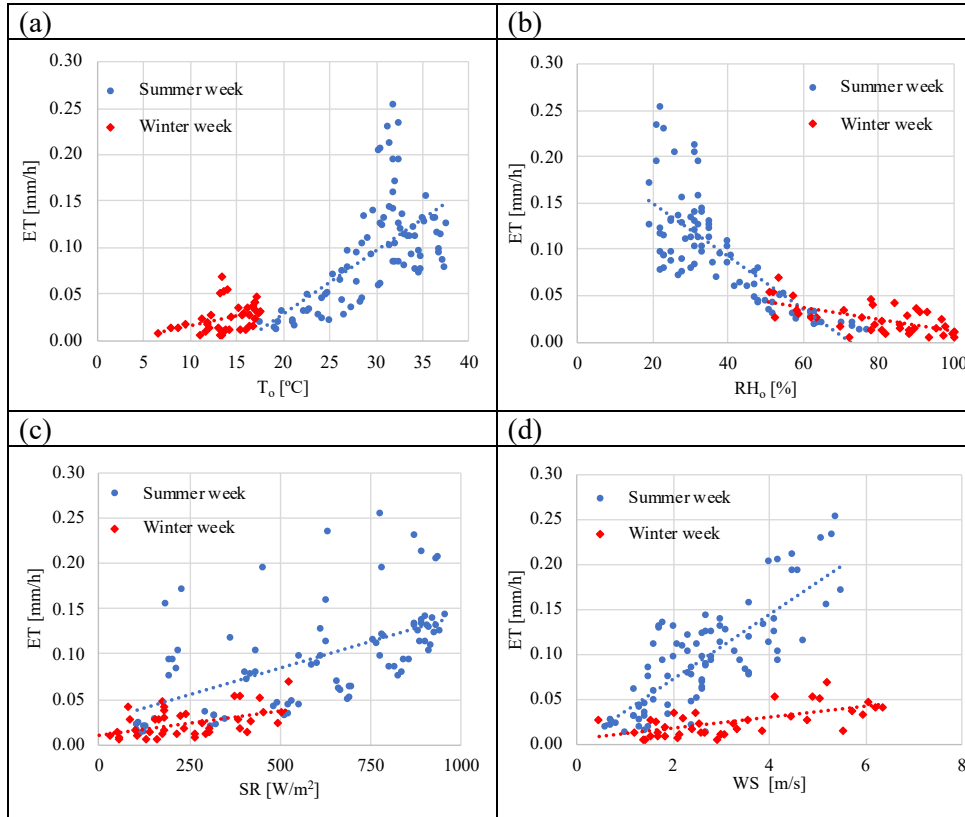 (a)
(b)
0.30
0.25
0.20
0.15
0.10
0.05
0.00
ET [mm/h]
Summer week
Winter week
0 5 10 15 20 25 30 35 40
Tₒ [ºC]
0.30
0.25
0.20
0.15
0.10
0.05
0.00
ET [mm/h]
Summer week
Winter week
0 20 40 60 80 100
RHₒ [%]
(c)
(d)
0.30
0.25
0.20
0.15
0.10
0.05
0.00
ET [mm/h]
Summer week
Winter week
0 250 500 750 1000
SR [W/m²]
0.30
0.25
0.20
0.15
0.10
0.05
0.00
ET [mm/h]
Summer week
Winter week
0 2 4 6 8
WS [m/s]